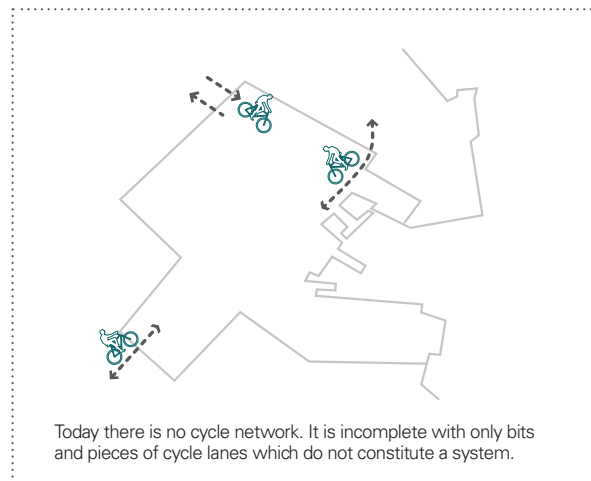 Today there is no cycle network. It is incomplete with only bits
and pieces of cycle lanes which do not constitute a system.